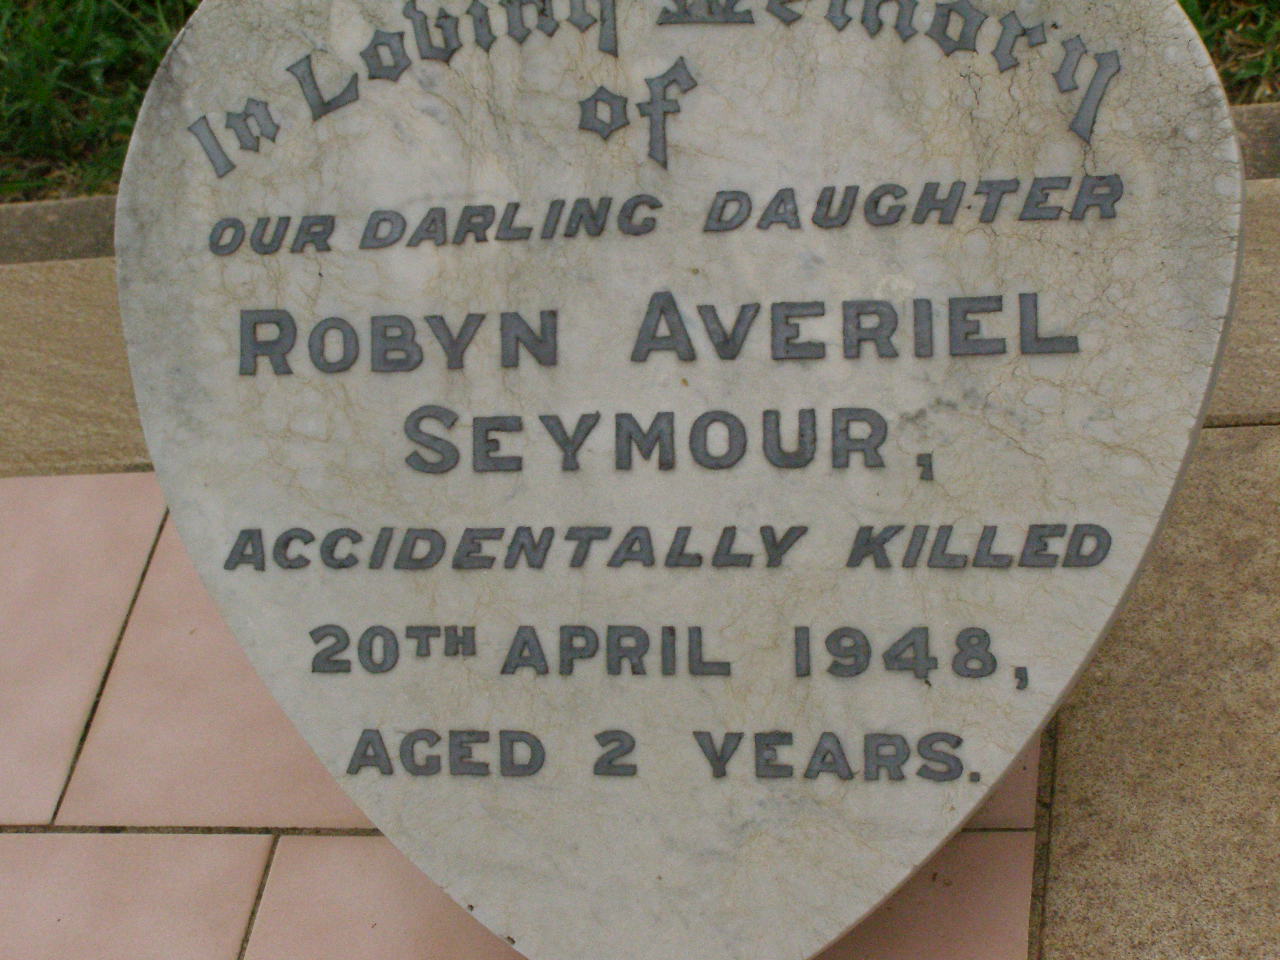 In Loving Memory
of
OUR DARLING DAUGHTER
ROBYN AVERIEL
SEYMOUR,
ACCIDENTALLY KILLED
20TH APRIL 1948,
AGED 2 YEARS.